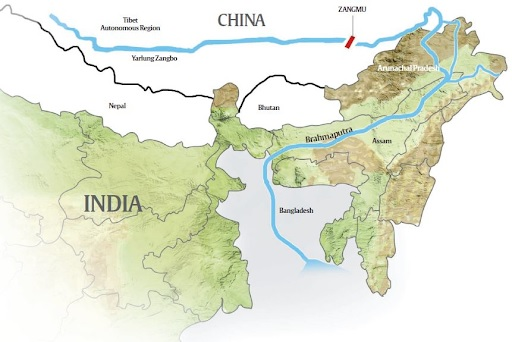 ZANGMU
CHINA
Tibet
Autonomous Region
Yarlung Zangbo
Arunachal Pradesh
Nepal
Bhutan
Brahmaputra
Assam
INDIA
Bangladesh